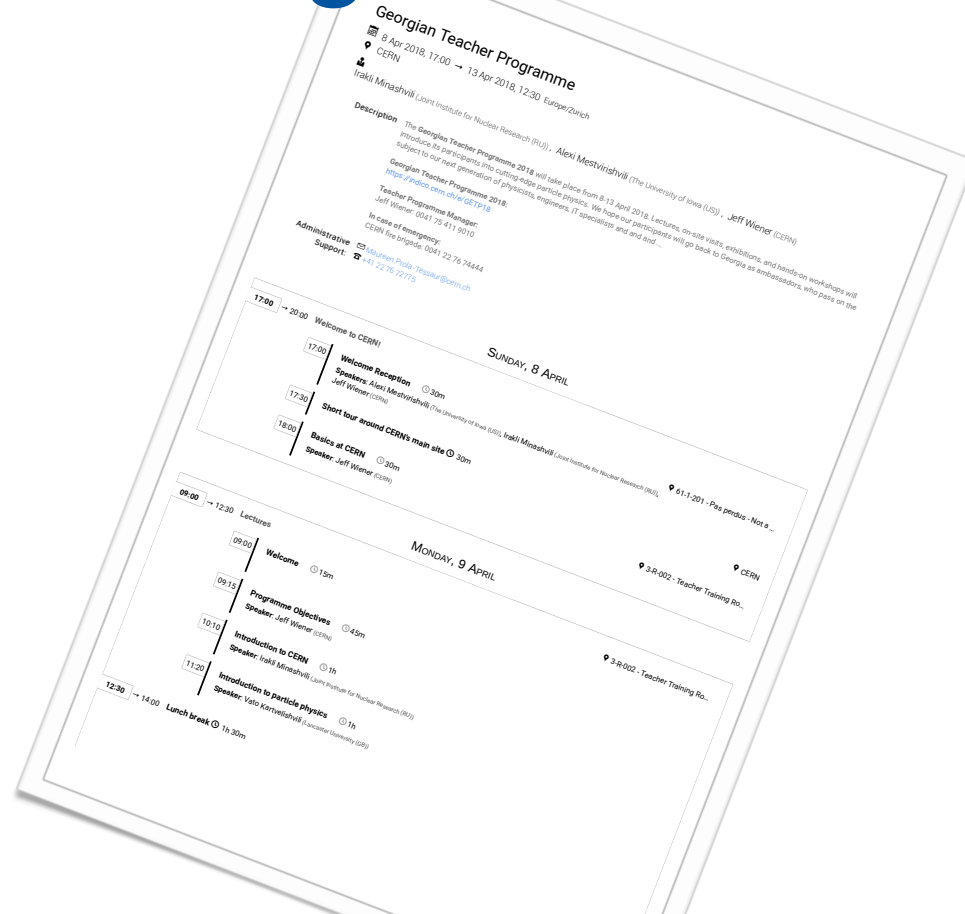 Georgian Teacher Programme
8 Apr 2018, 17:00 → 13 Apr 2018, 12:30 Europe/Zurich
CERN
Irakli Minashvili (Joint Institute for Nuclear Research (RU)), Alexi Mestvirishvili (The University of Iowa (US)), Jeff Wiener (CERN)
Description
The Georgian Teacher Programme 2018 will take place from 8-13 April 2018. Lectures, on-site visits, exhibitions, and hands-on workshops will
introduce its participants into cutting-edge particle physics. We hope our participants will go back to Georgia as ambassadors, who pass on the
subject to our next generation of physicists, engineers, IT specialists and and and...
Georgian Teacher Programme 2018:
https://indico.cern.ch/e/GETP18
Teacher Programme Manager:
Jeff Wiener: 0041 75 411 9010
In case of emergency:
CERN fire brigade: 0041 22 76 74444
Administrative
Support:
Maureen.Prola-Tessaur@cern.ch
+41 22 76 72775
Sunday, 8 April
17:00 → 20:00 Welcome to CERN!
17:00 Welcome Reception 30m 61-1-201 - Pas perdus - Not a ...
Speakers: Alexi Mestvirishvili (The University of Iowa (US)), Irakli Minashvili (Joint Institute for Nuclear Research (RU)),
Jeff Wiener (CERN)
17:30 Short tour around CERN's main site 30m CERN
18:00 Basics at CERN 30m 3-R-002 - Teacher Training Ro...
Speaker: Jeff Wiener (CERN)
Monday, 9 April
09:00 → 12:30 Lectures 3-R-002 - Teacher Training Ro...
09:00 Welcome 15m
09:15 Programme Objectives 45m
Speaker: Jeff Wiener (CERN)
10:10 Introduction to CERN 1h
Speaker: Irakli Minashvili (Joint Institute for Nuclear Research (RU))
11:20 Introduction to particle physics 1h
Speaker: Vato Kartvelishvili (Lancaster University (GB))
12:30 → 14:00 Lunch break 1h 30m